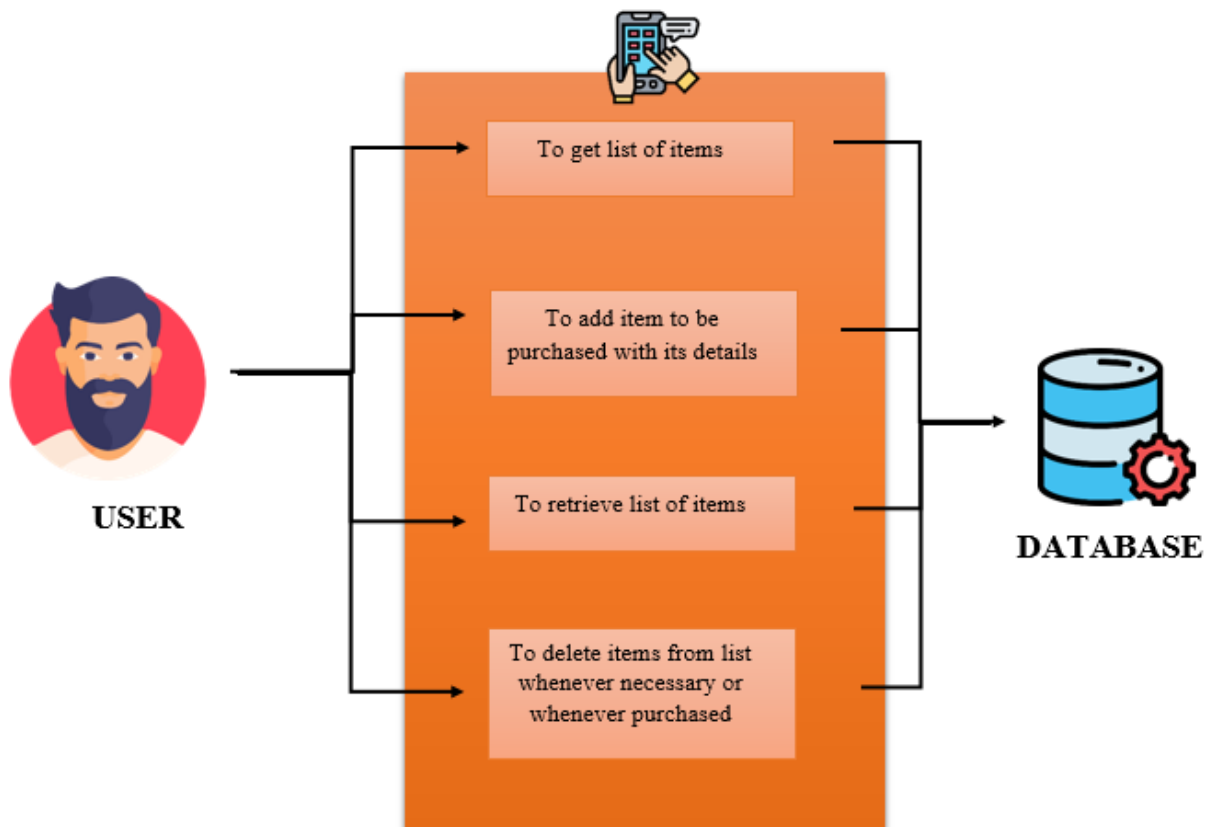 To get list of items
To add item to be
purchased with its details
USER
To retrieve list of items
DATABASE
To delete items from list
whenever necessary or
whenever purchased